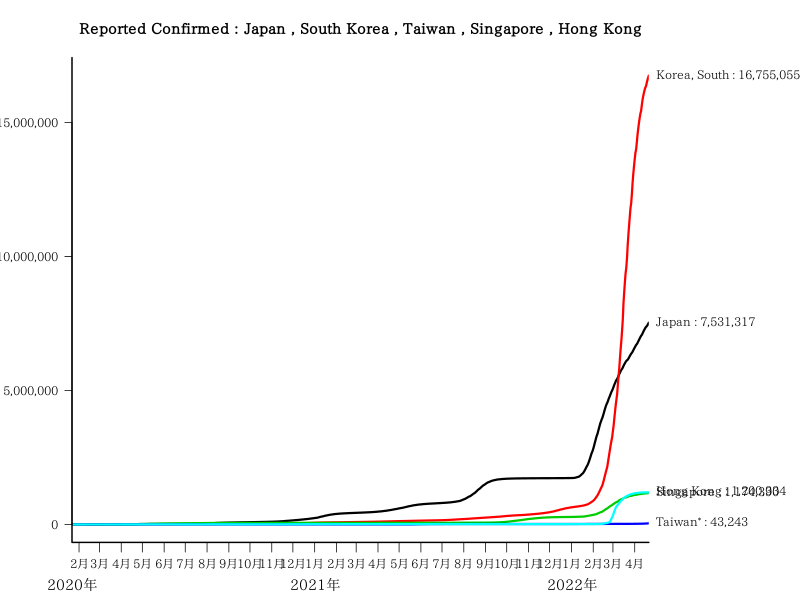 Reported Confirmed : Japan , South Korea , Taiwan , Singapore , Hong Kong
Korea, South : 16,755,055
15,000,000
10,000,000
Japan : 7,531,317
5,000,000
Hong Kong
Singapore
0
Taiwan* : 43,243
2月 3月 4月 5月 6月 7月 8月 9月 10月 11月 12月 1月 2月 3月 4月 5月 6月 7月 8月 9月 10月 11月 12月 1月 2月 3月 4月
2020年 2021年 2022年